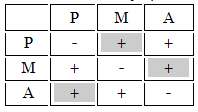 P M A
P - + +
M + - +
A + + -